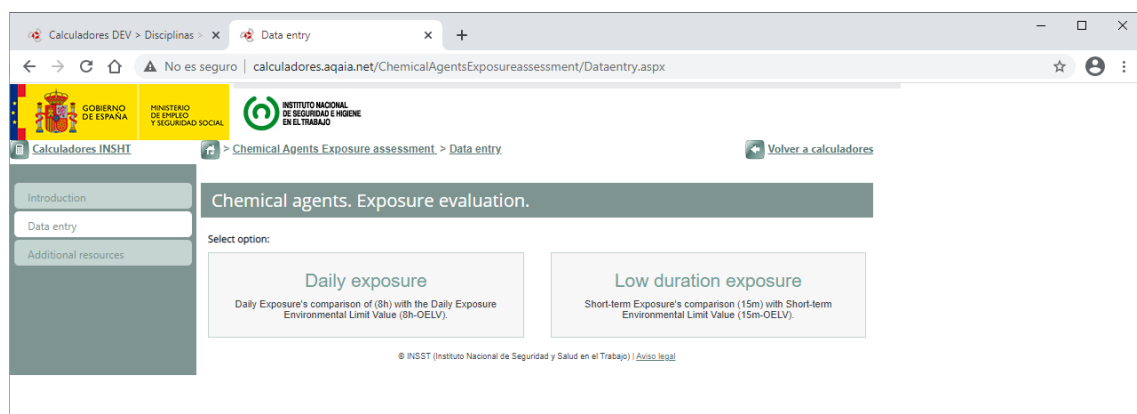 Calculadores DEV > Disciplinas >
Data entry
No es seguro | calculadores.aqaia.net/ChemicalAgentsExposureassessment/Dataentry.aspx
GOBIERNO
DE ESPAÑA
MINISTERIO
DE EMPLEO
Y SEGURIDAD SOCIAL
INSTITUTO NACIONAL
DE SEGURIDAD E HIGIENE
EN EL TRABAJO
Calculadores INSHT
> Chemical Agents Exposure assessment > Data entry
Volver a calculadores
Introduction
Data entry
Additional resources
Chemical agents. Exposure evaluation.
Select option:
Daily exposure
Daily Exposure's comparison of (8h) with the Daily Exposure
Environmental Limit Value (8h-OELV).
Low duration exposure
Short-term Exposure's comparison (15m) with Short-term
Environmental Limit Value (15m-OELV).
© INSST (Instituto Nacional de Seguridad y Salud en el Trabajo) | Aviso legal